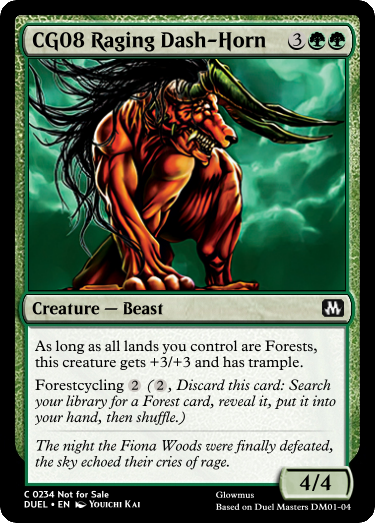 CG08 Raging Dash-Horn 3
Creature — Beast
As long as all lands you control are Forests,
this creature gets +3/+3 and has trample.
Forestcycling 2 (2, Discard this card: Search
your library for a Forest card, reveal it, put it into
your hand, then shuffle.)
The night the Fiona Woods were finally defeated,
the sky echoed their cries of rage.
4/4
C 0234 Not for Sale
DUEL • EN Youichi Kai
Glowmus
Based on Duel Masters DM01-04